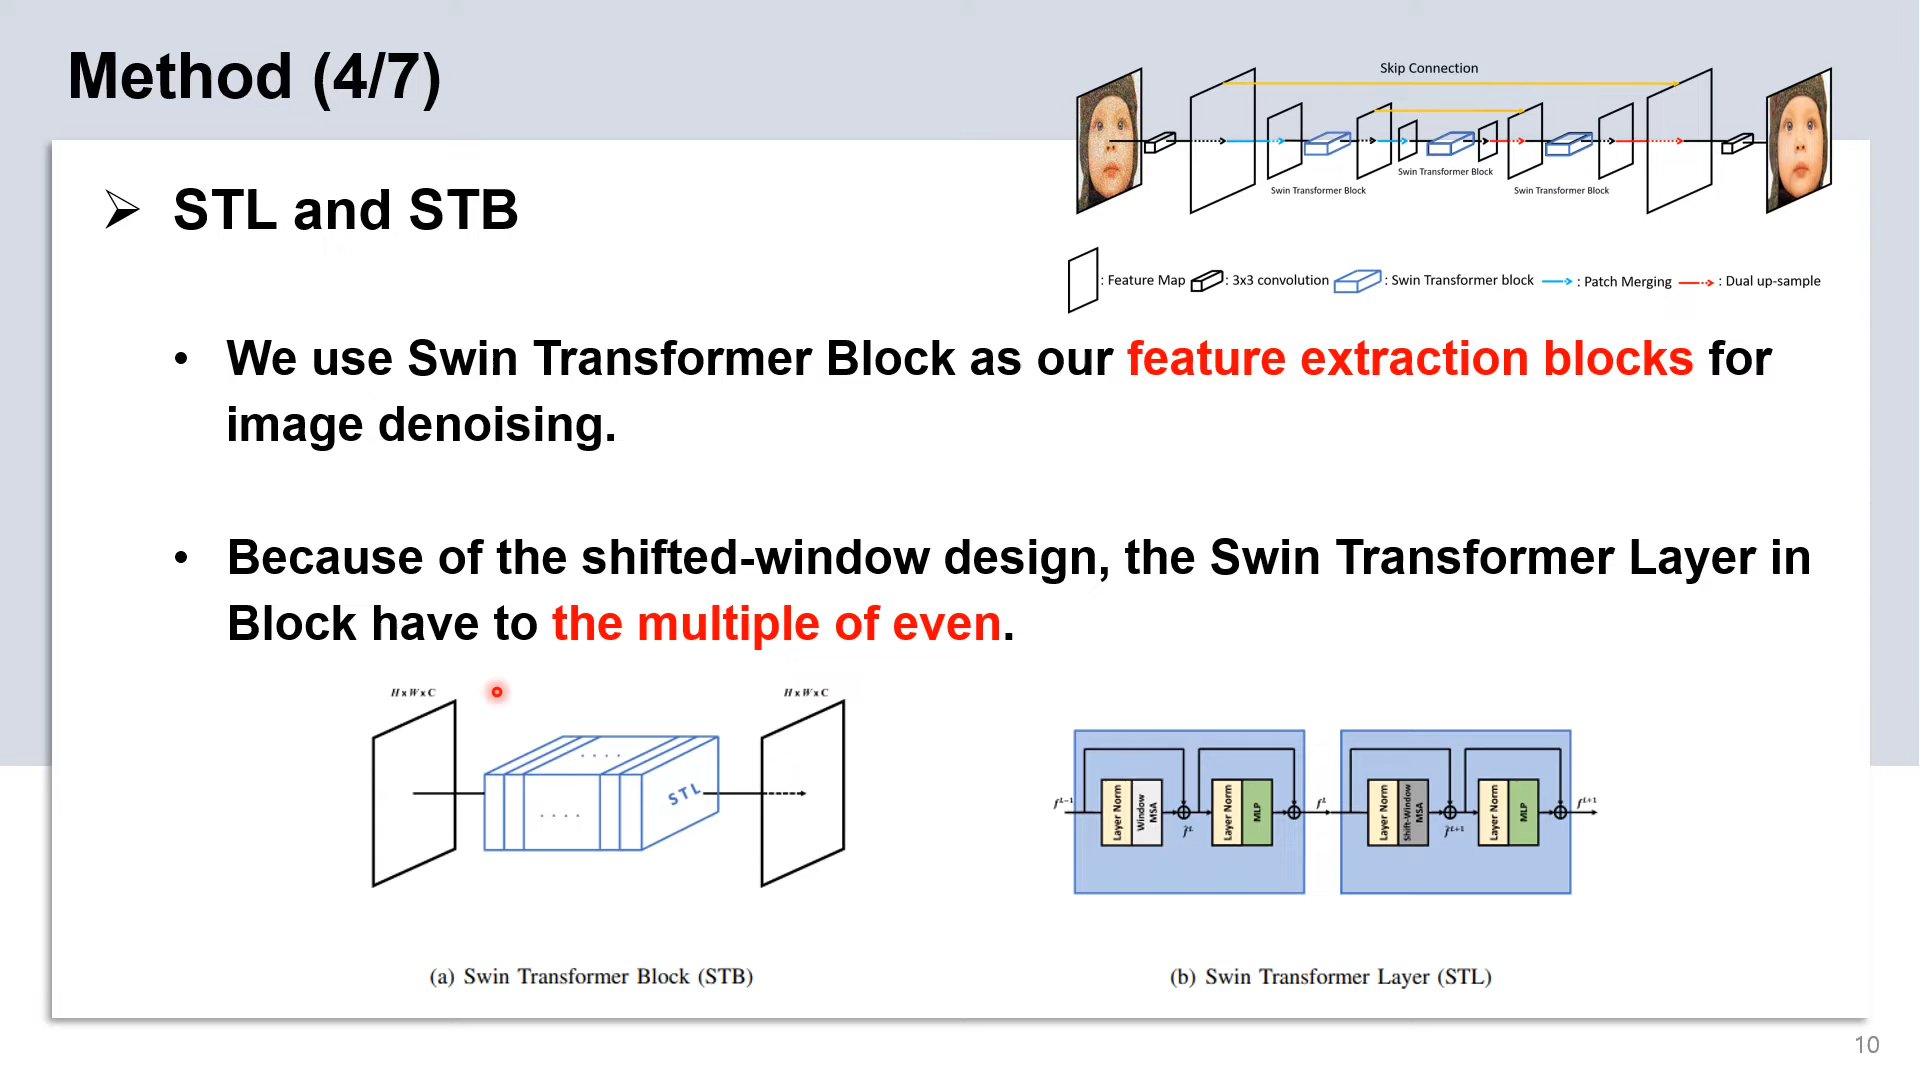 Method (4/7)
Skip Connection
Swin Transformer Block
Swin Transformer Block
Swin Transformer Block
: Feature Map : 3x3 convolution : Swin Transformer block : Patch Merging : Dual up-sample
➢ STL and STB
• We use Swin Transformer Block as our feature extraction blocks for
image denoising.
• Because of the shifted-window design, the Swin Transformer Layer in
Block have to the multiple of even.
H x W x C
H x W x C
. . . .
. . . .
STL
f^{L-1}
Layer Norm
Window MSA
f̂^L
Layer Norm
MLP
f^L
Layer Norm
Shift-Window MSA
f̂^{L+1}
Layer Norm
MLP
f^{L+1}
(a) Swin Transformer Block (STB)
(b) Swin Transformer Layer (STL)
10